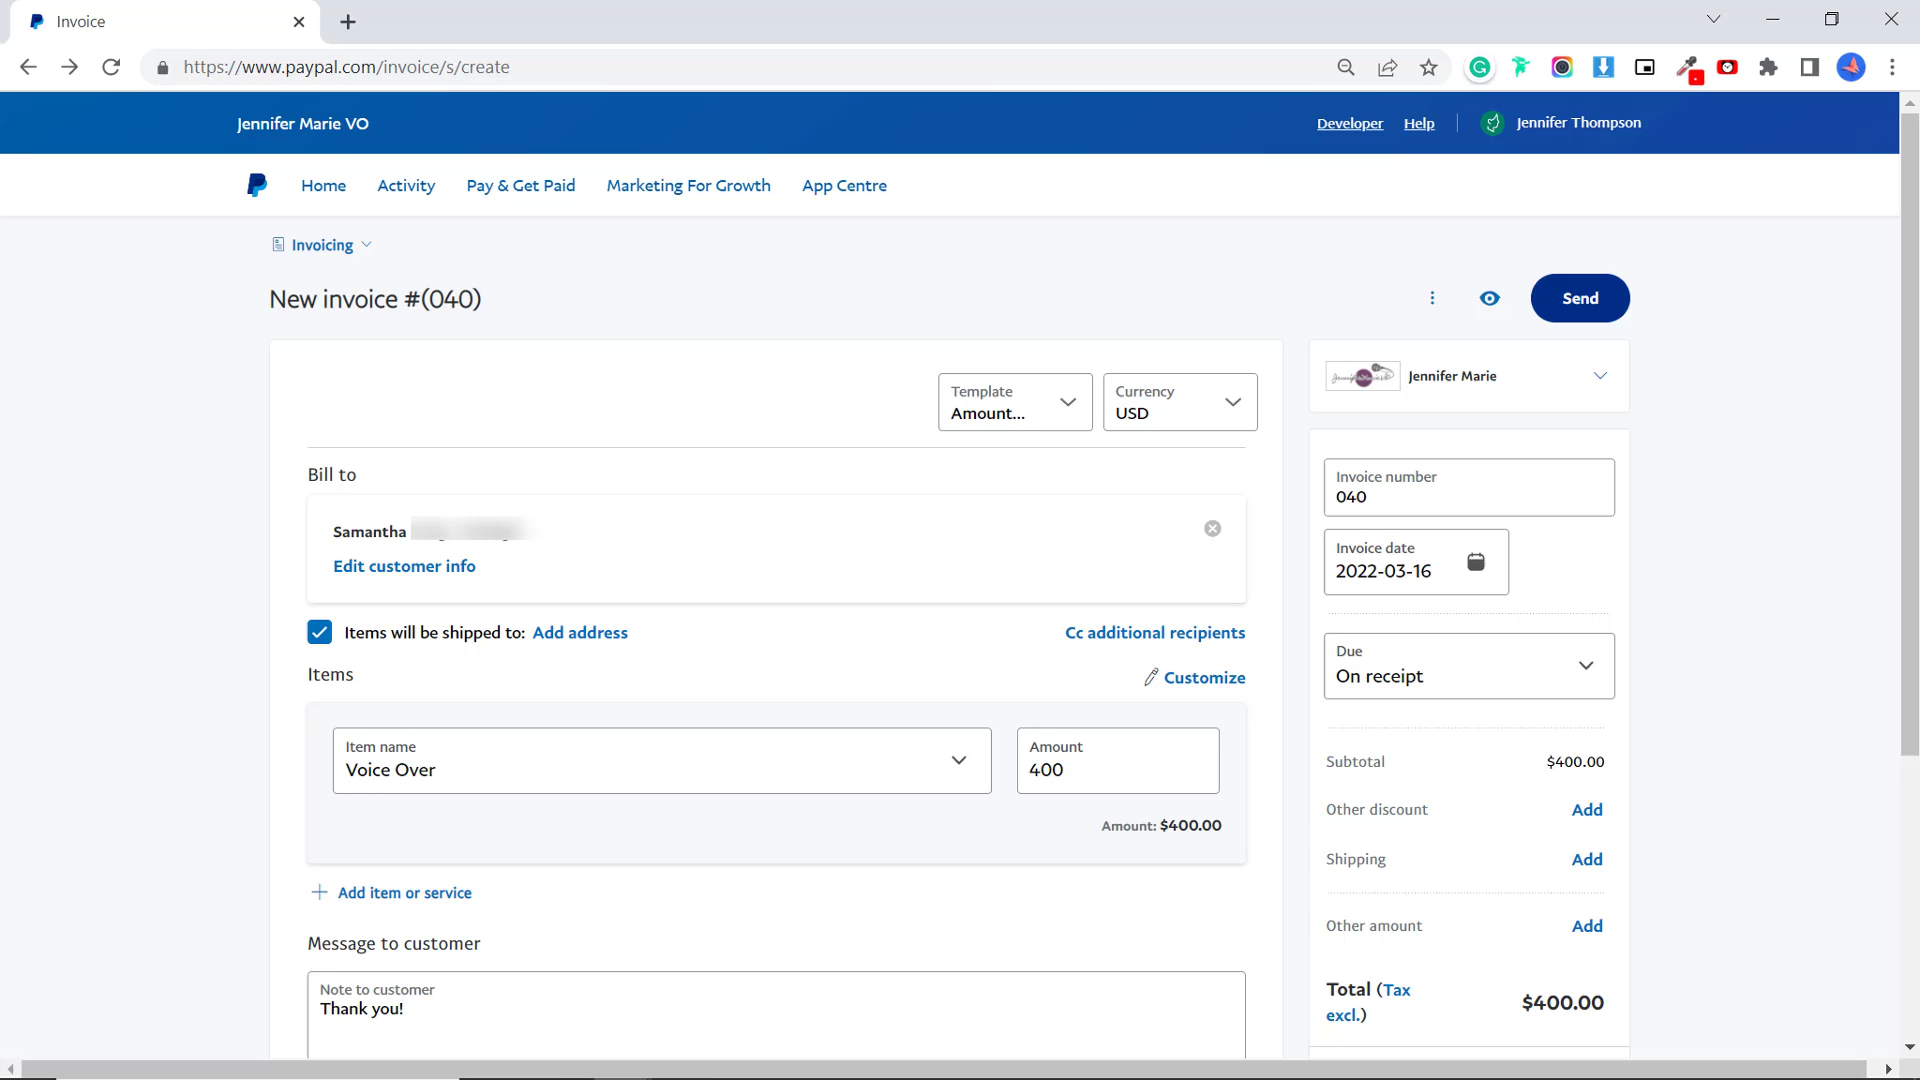 Invoice
https://www.paypal.com/invoice/s/create
Jennifer Marie VO
Developer Help Jennifer Thompson
Home Activity Pay & Get Paid Marketing For Growth App Centre
Invoicing
New invoice #(040)
Send
Template
Amount...
Currency
USD
Jennifer Marie
Bill to
Samantha
Edit customer info
Items will be shipped to: Add address
Cc additional recipients
Items
Customize
Item name
Voice Over
Amount
400
Amount: $400.00
Add item or service
Message to customer
Note to customer
Thank you!
Invoice number
040
Invoice date
2022-03-16
Due
On receipt
Subtotal $400.00
Other discount Add
Shipping Add
Other amount Add
Total (Tax
excl.) $400.00